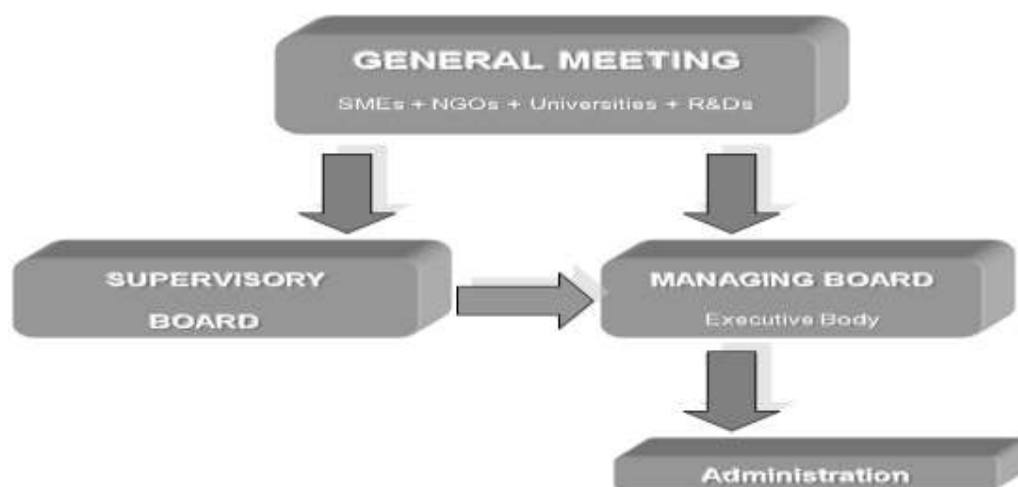 GENERAL MEETING
SMEs + NGOs + Universities + R&Ds
SUPERVISORY
BOARD
MANAGING BOARD
Executive Body
Administration